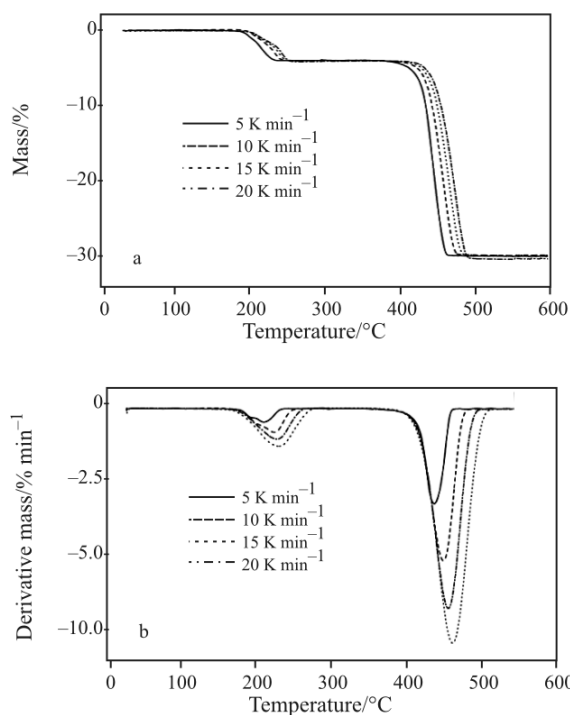 0
−10
−20
−30
Mass/%
5 K min⁻¹
10 K min⁻¹
15 K min⁻¹
20 K min⁻¹
a
0 100 200 300 400 500 600
Temperature/°C
0
−2.5
−5.0
−10.0
Derivative mass/% min⁻¹
5 K min⁻¹
10 K min⁻¹
15 K min⁻¹
20 K min⁻¹
b
0 100 200 300 400 500 600
Temperature/°C